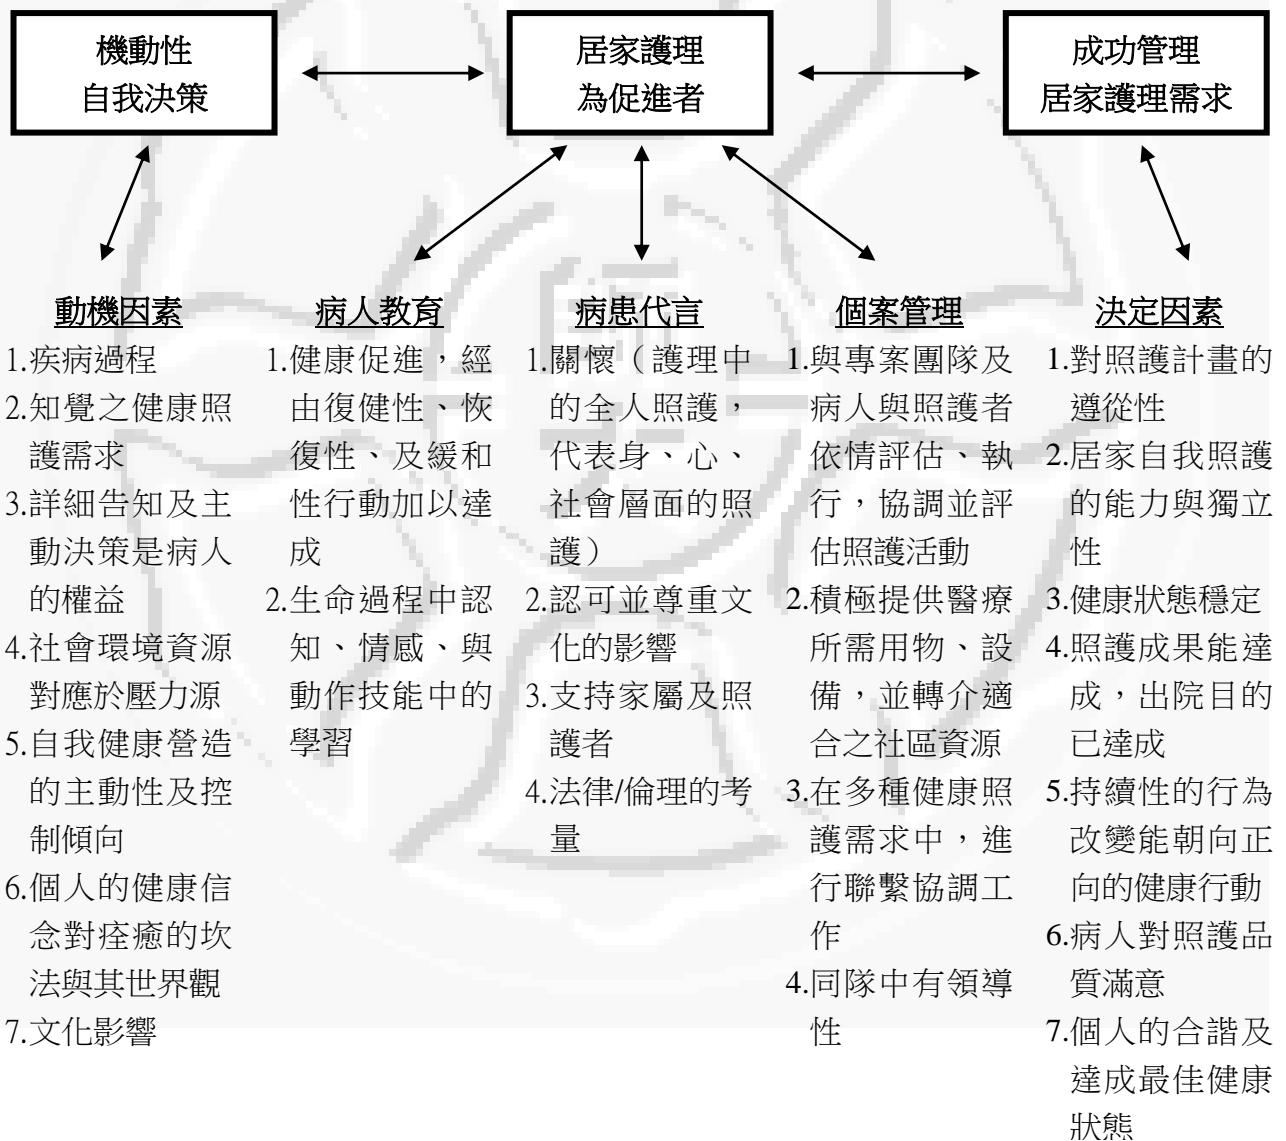 機動性
自我決策
居家護理
為促進者
成功管理
居家護理需求
動機因素
1.疾病過程
2.知覺之健康照
護需求
3.詳細告知及主
動決策是病人
的權益
4.社會環境資源
對應於壓力源
5.自我健康營造
的主動性及控
制傾向
6.個人的健康信
念對痊癒的坎
法與其世界觀
7.文化影響
病人教育
1.健康促進，經
由復健性、恢
復性、及緩和
性行動加以達
成
2.生命過程中認
知、情感、與
動作技能中的
學習
病患代言
1.關懷（護理中
的全人照護，
代表身、心、
社會層面的照
護）
2.認可並尊重文
化的影響
3.支持家屬及照
護者
4.法律/倫理的考
量
個案管理
1.與專案團隊及
病人與照護者
依情評估、執
行，協調並評
估照護活動
2.積極提供醫療
所需用物、設
備，並轉介適
合之社區資源
3.在多種健康照
護需求中，進
行聯繫協調工
作
4.同隊中有領導
性
決定因素
1.對照護計畫的
遵從性
2.居家自我照護
的能力與獨立
性
3.健康狀態穩定
4.照護成果能達
成，出院目的
已達成
5.持續性的行為
改變能朝向正
向的健康行動
6.病人對照護品
質滿意
7.個人的合諧及
達成最佳健康
狀態